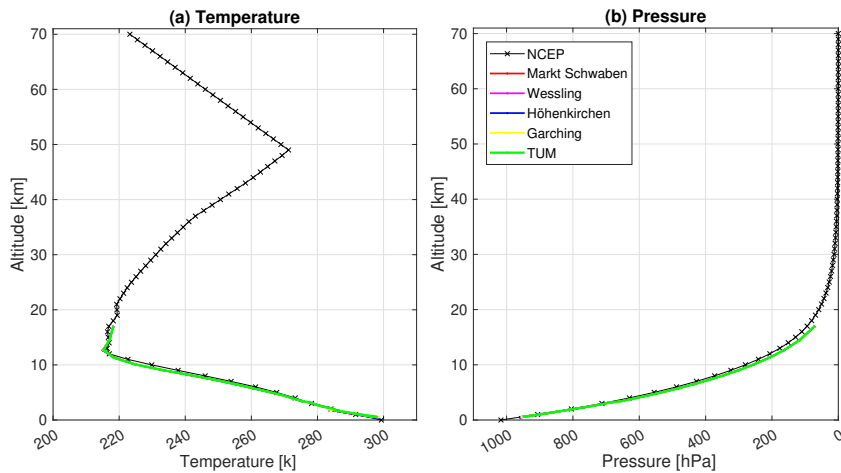 (a) Temperature
70
60
50
40
30
20
10
0
Altitude [km]
200
220
240
260
280
300
Temperature [k]
(b) Pressure
NCEP
Markt Schwaben
Wessling
Höhenkirchen
Garching
TUM
70
60
50
40
30
20
10
0
Altitude [km]
1000
800
600
400
200
0
Pressure [hPa]